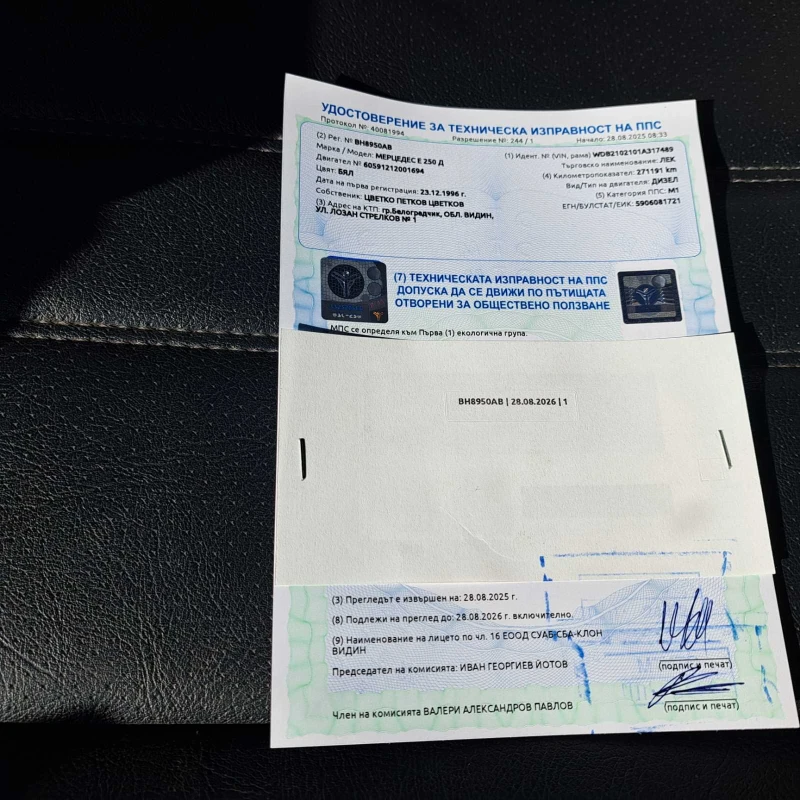 УДОСТОВЕРЕНИЕ ЗА ТЕХНИЧЕСКА ИЗПРАВНОСТ НА ППС
Протокол №: 40081994 Разрешение №: 244 / 1 Начало: 28.08.2025 08:33
(2) Рег. №: ВН8950АВ (1) Идент. № (VIN, рама) WDB2102101A317489
Марка / Модел: МЕРЦЕДЕС Е 250 Д Търговско наименование: ЛЕК
Двигател № 60591212001694 (4) Километропоказател: 271191 km
Цвят: БЯЛ Вид/Тип на двигателя: ДИЗЕЛ
Дата на първа регистрация: 23.12.1996 г. (5) Категория ППС: M1
Собственик: ЦВЕТКО ПЕТКОВ ЦВЕТКОВ ЕГН/БУЛСТАТ/ЕИК: 5906081721
(3) Адрес на КТП: гр.Белоградчик, ОБЛ. ВИДИН,
УЛ. ЛОЗАН СТРЕЛКОВ № 1
(7) ТЕХНИЧЕСКАТА ИЗПРАВНОСТ НА ППС
ДОПУСКА ДА СЕ ДВИЖИ ПО ПЪТИЩАТА
ОТВОРЕНИ ЗА ОБЩЕСТВЕНО ПОЛЗВАНЕ
МПС се определя към Първа (1) екологична група.
ВН8950АВ | 28.08.2026 | 1
(3) Прегледът е извършен на: 28.08.2025 г.
(8) Подлежи на преглед до: 28.08.2026 г. включително.
(9) Наименование на лицето по чл. 16 ЕООД СУАБ-СБА-КЛОН
ВИДИН
Председател на комисията: ИВАН ГЕОРГИЕВ ЙОТОВ (подпис и печат)
Член на комисията ВАЛЕРИ АЛЕКСАНДРОВ ПАВЛОВ (подпис и печат)